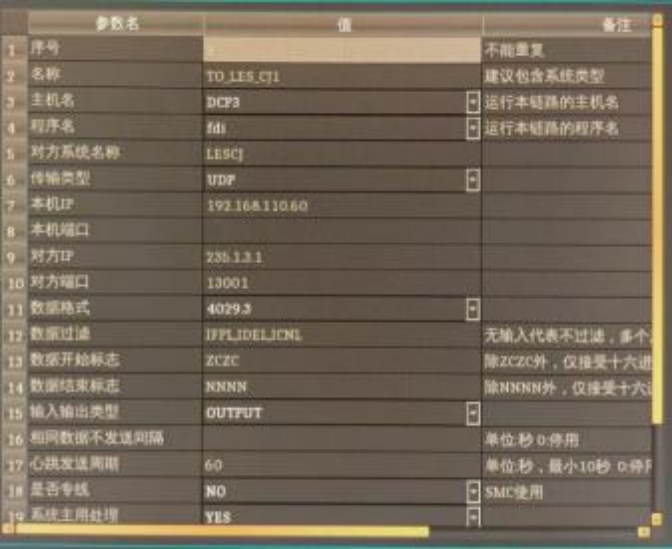 参数名 值 备注
1 序号 不能重复
2 名称 TO_LES_CJ1 建议包含系统类型
3 主机名 DCP3 运行本链路的主机名
4 程序名 fdi 运行本链路的程序名
5 对方系统名称 LESCJ
6 传输类型 UDP
7 本机IP 192.168.110.60
8 本机端口
9 对方IP 235.1.3.1
10 对方端口 13001
11 数据格式 4029.3
12 数据过滤 IFPL,IDEL,ICNL 无输入代表不过滤，多个
13 数据开始标志 ZCZC 除ZCZC外，仅接受十六进
14 数据结束标志 NNNN 除NNNN外，仅接受十六
15 输入输出类型 OUTPUT
16 相同数据不发送间隔 单位:秒 0:停用
17 心跳发送周期 60 单位:秒，最小10秒 0:停
18 是否专线 NO SMC使用
19 系统主用处理 YES